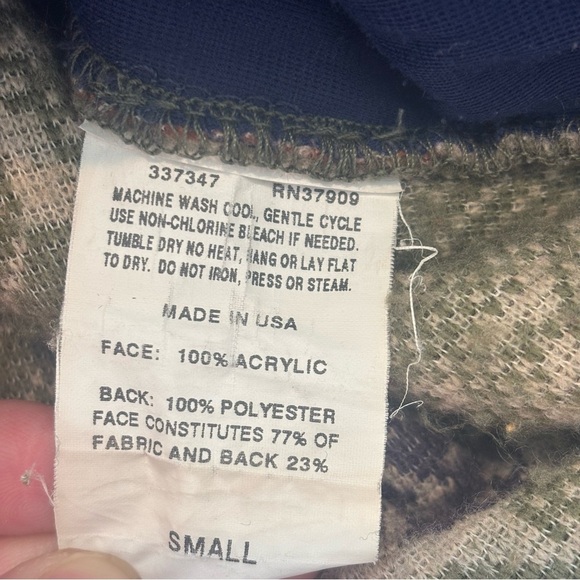 337347 RN37909
MACHINE WASH COOL, GENTLE CYCLE
USE NON-CHLORINE BLEACH IF NEEDED.
TUMBLE DRY NO HEAT, HANG OR LAY FLAT
TO DRY. DO NOT IRON, PRESS OR STEAM.
MADE IN USA
FACE: 100% ACRYLIC
BACK: 100% POLYESTER
FACE CONSTITUTES 77% OF
FABRIC AND BACK 23%
SMALL